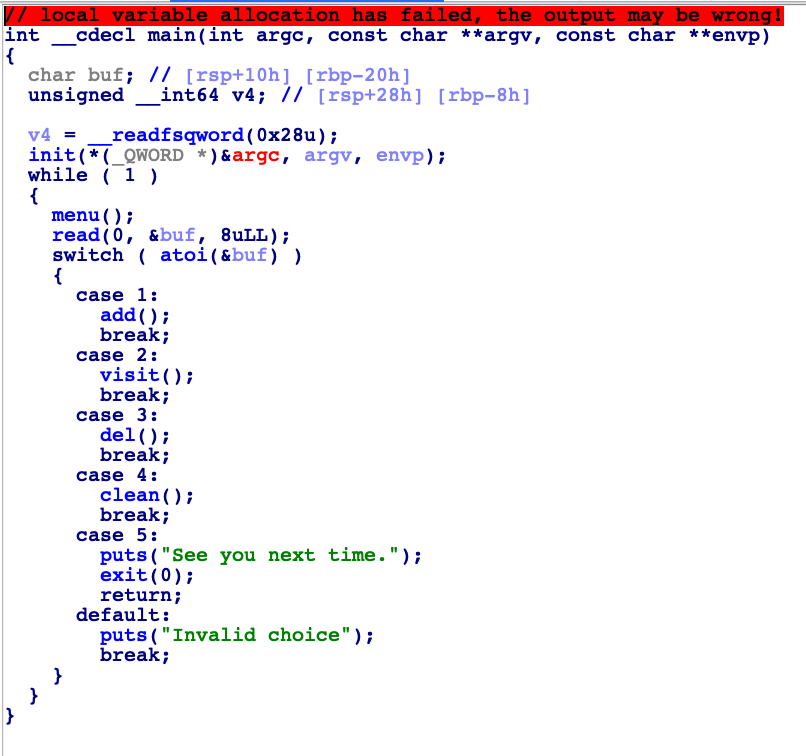 // local variable allocation has failed, the output may be wrong!
int __cdecl main(int argc, const char **argv, const char **envp)
{
  char buf; // [rsp+10h] [rbp-20h]
  unsigned __int64 v4; // [rsp+28h] [rbp-8h]

  v4 = __readfsqword(0x28u);
  init(*(_QWORD *)&argc, argv, envp);
  while ( 1 )
  {
    menu();
    read(0, &buf, 8uLL);
    switch ( atoi(&buf) )
    {
      case 1:
        add();
        break;
      case 2:
        visit();
        break;
      case 3:
        del();
        break;
      case 4:
        clean();
        break;
      case 5:
        puts("See you next time.");
        exit(0);
        return;
      default:
        puts("Invalid choice");
        break;
    }
  }
}